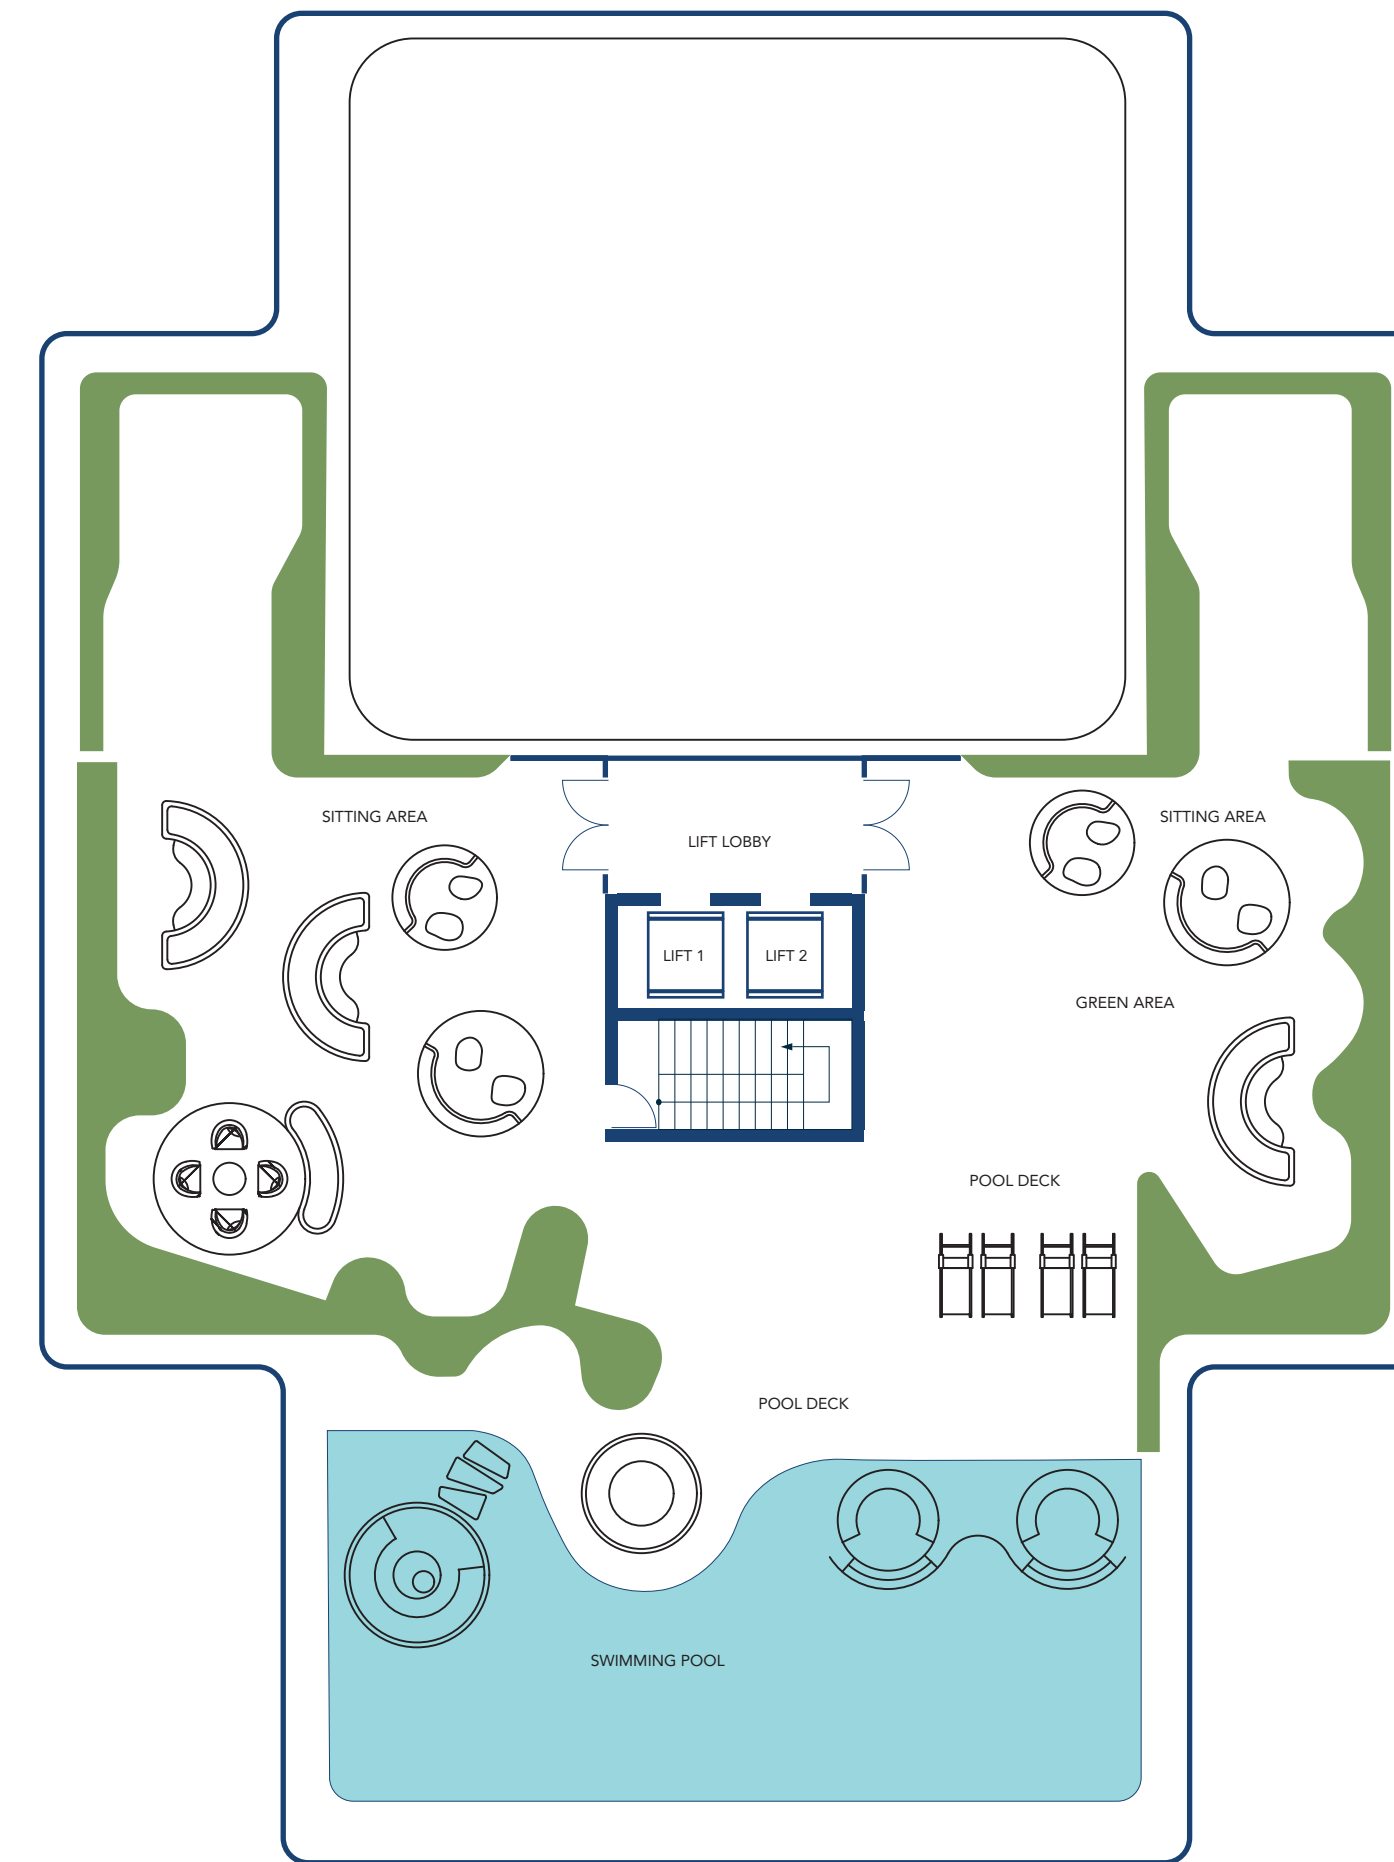 SITTING AREA
SITTING AREA
LIFT LOBBY
LIFT 1
LIFT 2
GREEN AREA
POOL DECK
POOL DECK
SWIMMING POOL